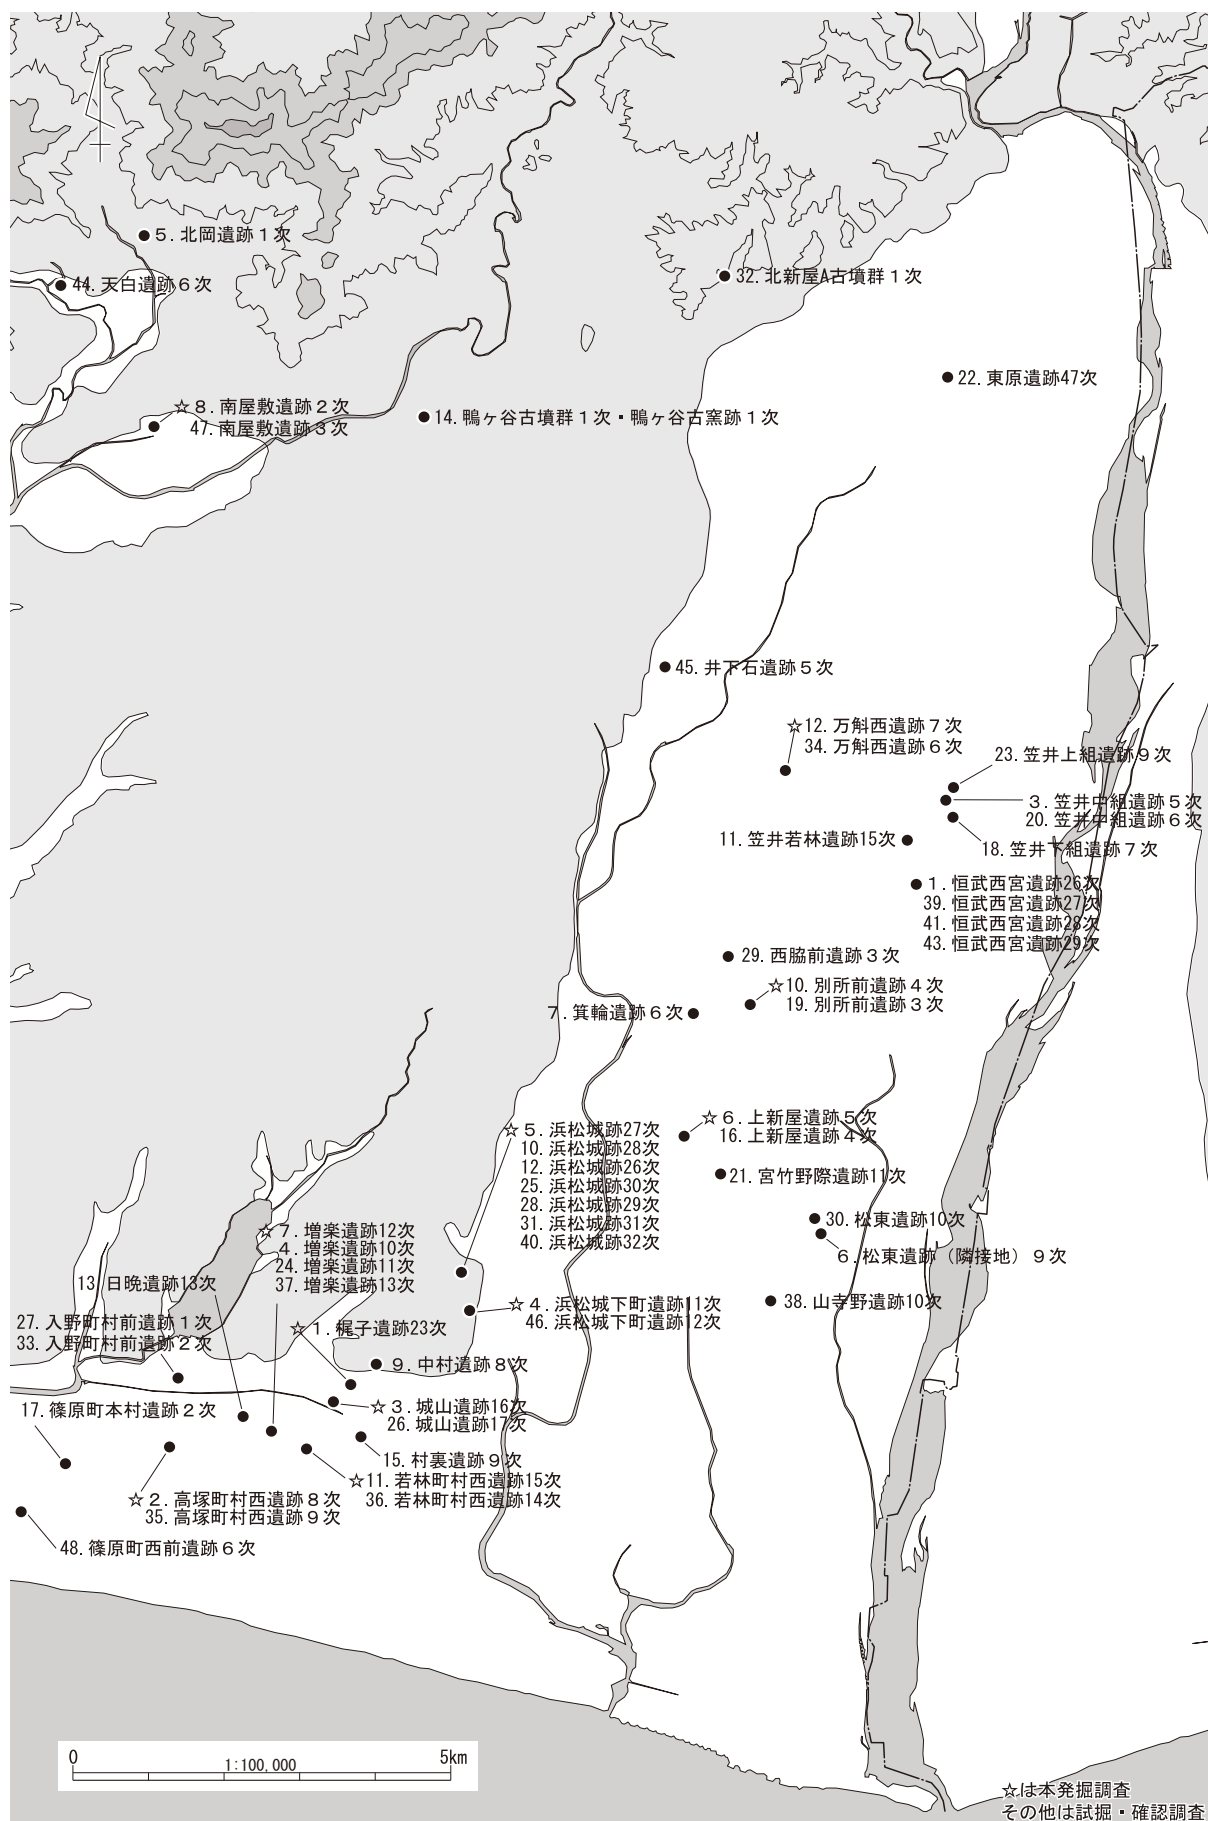 5. 北岡遺跡1次
44. 天白遺跡6次
32. 北新屋A古墳群1次
22. 東原遺跡47次
☆8. 南屋敷遺跡2次
47. 南屋敷遺跡3次
14. 鴨ヶ谷古墳群1次・鴨ヶ谷古窯跡1次
45. 井下石遺跡5次
☆12. 万斛西遺跡7次
34. 万斛西遺跡6次
23. 笠井上組遺跡9次
3. 笠井中組遺跡5次
20. 笠井中組遺跡6次
11. 笠井若林遺跡15次
18. 笠井下組遺跡7次
1. 恒武西宮遺跡26次
39. 恒武西宮遺跡27次
41. 恒武西宮遺跡28次
43. 恒武西宮遺跡29次
29. 西脇前遺跡3次
☆10. 別所前遺跡4次
19. 別所前遺跡3次
7. 箕輪遺跡6次
☆6. 上新屋遺跡5次
16. 上新屋遺跡4次
☆5. 浜松城跡27次
10. 浜松城跡28次
12. 浜松城跡26次
25. 浜松城跡30次
28. 浜松城跡29次
31. 浜松城跡31次
40. 浜松城跡32次
21. 宮竹野際遺跡11次
30. 松東遺跡10次
6. 松東遺跡（隣接地）9次
☆7. 増楽遺跡12次
4. 増楽遺跡10次
24. 増楽遺跡11次
37. 増楽遺跡13次
13. 日晩遺跡13次
38. 山寺野遺跡10次
☆4. 浜松城下町遺跡11次
46. 浜松城下町遺跡12次
27. 入野町村前遺跡1次
33. 入野町村前遺跡2次
☆1. 梶子遺跡23次
9. 中村遺跡8次
☆3. 城山遺跡16次
26. 城山遺跡17次
17. 篠原町本村遺跡2次
15. 村裏遺跡9次
☆11. 若林町村西遺跡15次
36. 若林町村西遺跡14次
☆2. 高塚町村西遺跡8次
35. 高塚町村西遺跡9次
48. 篠原町西前遺跡6次
0 5km
1:100,000
☆は本発掘調査
その他は試掘・確認調査